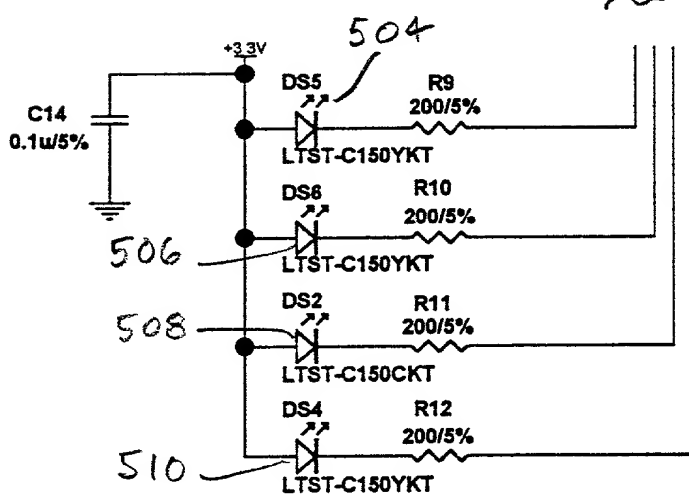 504
+3.3V
DS5
R9
200/5%
C14
0.1u/5%
LTST-C150YKT
DS6
R10
200/5%
506
LTST-C150YKT
DS2
R11
200/5%
508
LTST-C150CKT
DS4
R12
200/5%
510
LTST-C150YKT